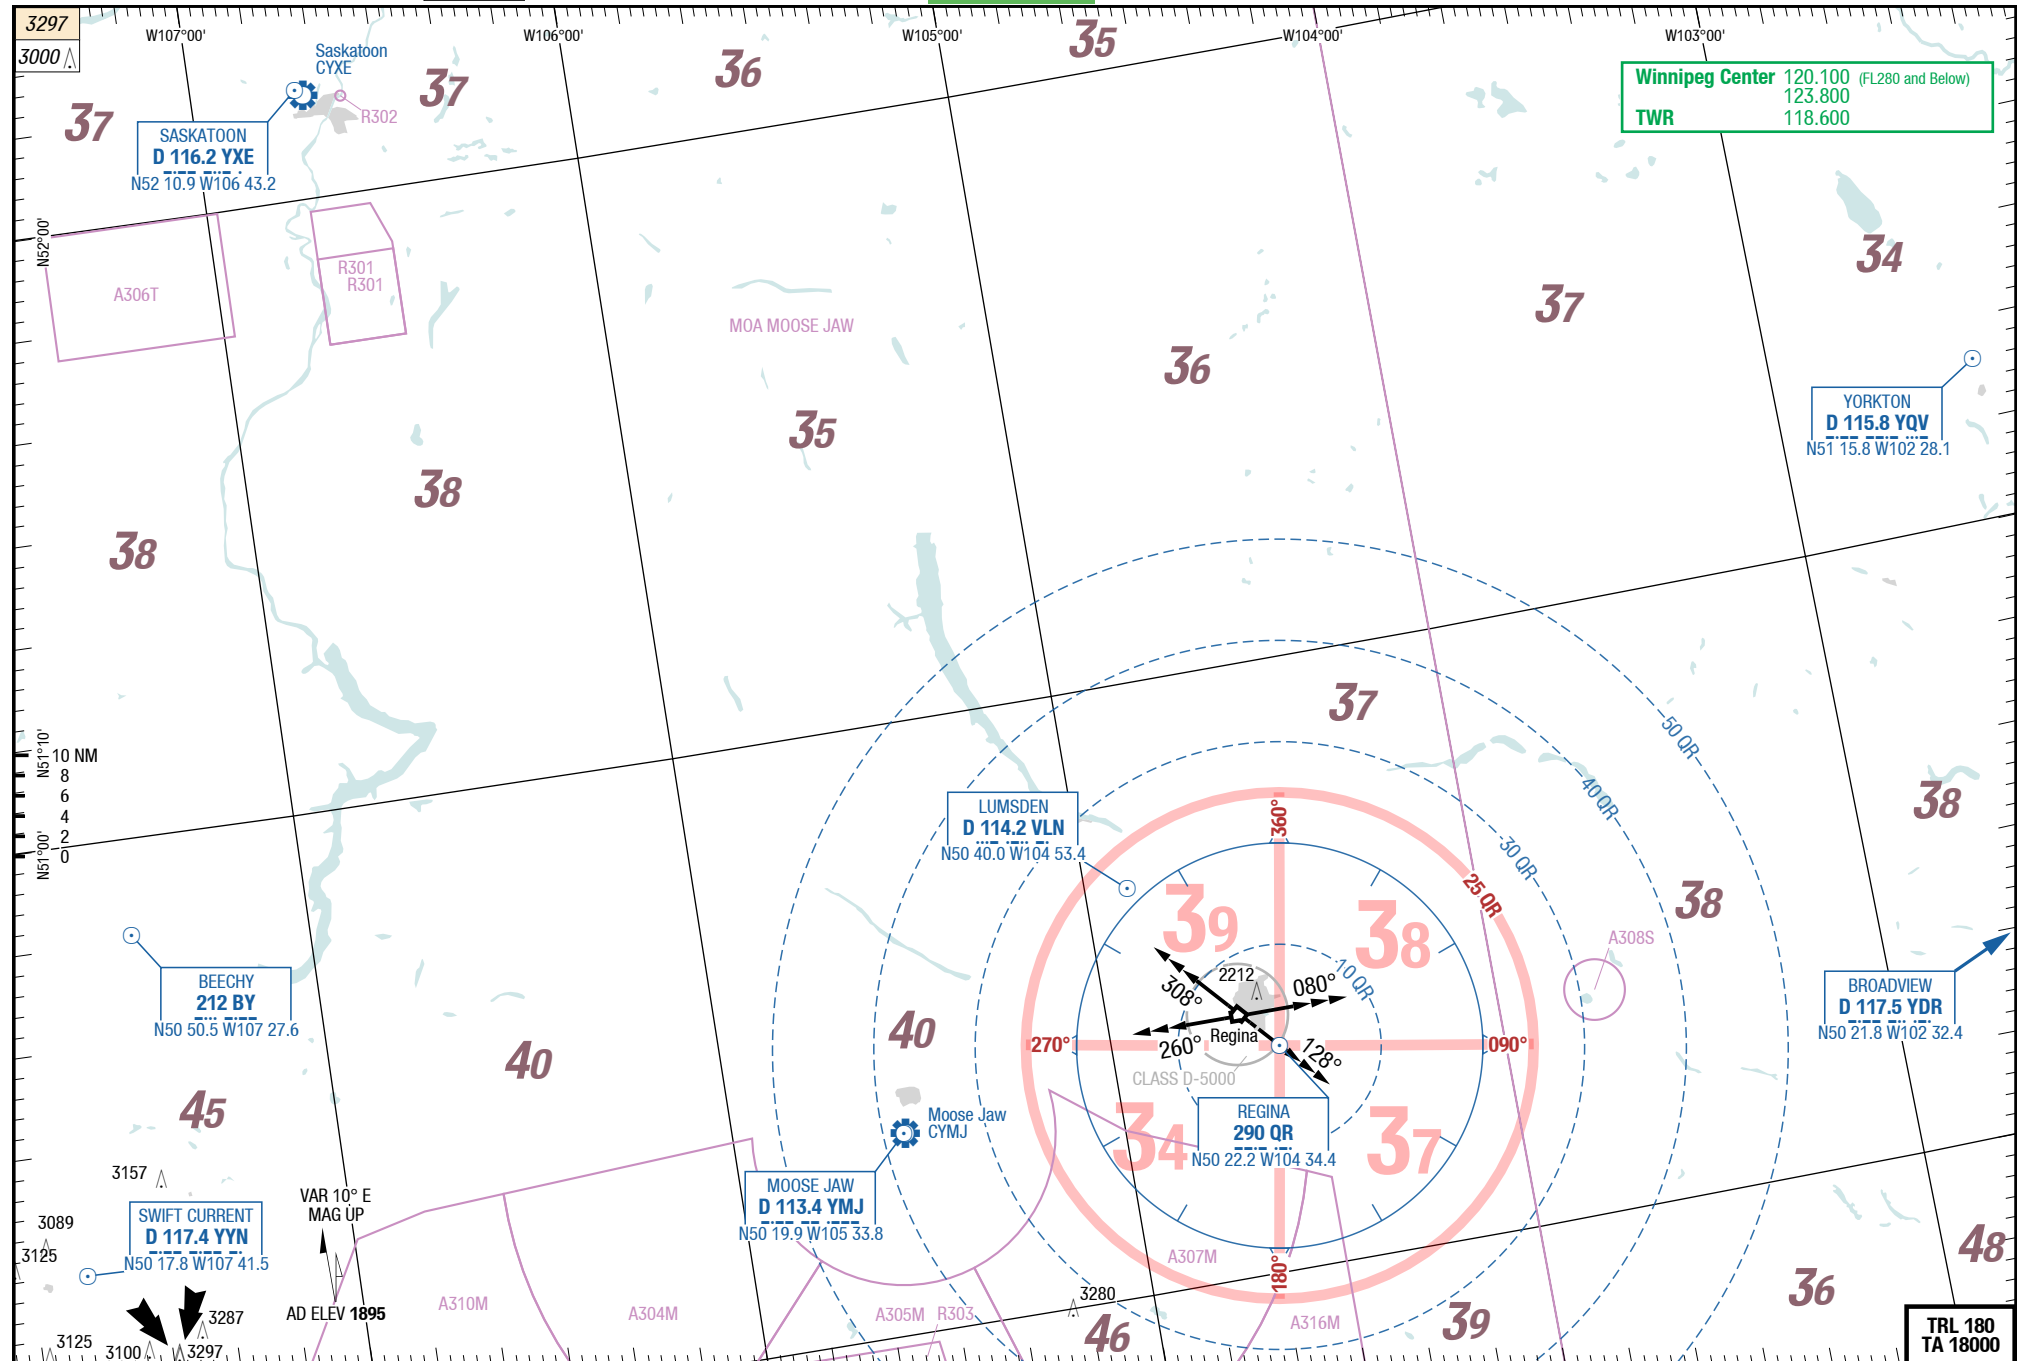 3297
3000
W107°00'
W106°00'
W105°00'
W104°00'
W103°00'
35
36
37
37
Saskatoon
CYXE
R302
SASKATOON
D 116.2 YXE
N52 10.9 W106 43.2
Winnipeg Center 120.100 (FL280 and Below)
123.800
TWR 118.600
N52°00'
A306T
R301
R301
MOA MOOSE JAW
34
37
36
35
38
38
YORKTON
D 115.8 YQV
N51 15.8 W102 28.1
37
50 QR
40 QR
30 QR
25 QR
10 QR
N51°10'
10 NM
8
6
4
2
0
N51°00'
LUMSDEN
D 114.2 VLN
N50 40.0 W104 53.4
360°
38
38
39
38
A308S
BEECHY
212 BY
N50 50.5 W107 27.6
2212
308°
080°
260°
128°
Regina
270°
090°
CLASS D-5000
BROADVIEW
D 117.5 YDR
N50 21.8 W102 32.4
40
40
45
Moose Jaw
CYMJ
34
37
REGINA
290 QR
N50 22.2 W104 34.4
MOOSE JAW
D 113.4 YMJ
N50 19.9 W105 33.8
3157
3089
3125
SWIFT CURRENT
D 117.4 YYN
N50 17.8 W107 41.5
VAR 10° E
MAG UP
AD ELEV 1895
3287
3125
3100
3297
A310M
A304M
A305M
R303
3280
46
A307M
180°
A316M
39
36
48
TRL 180
TA 18000